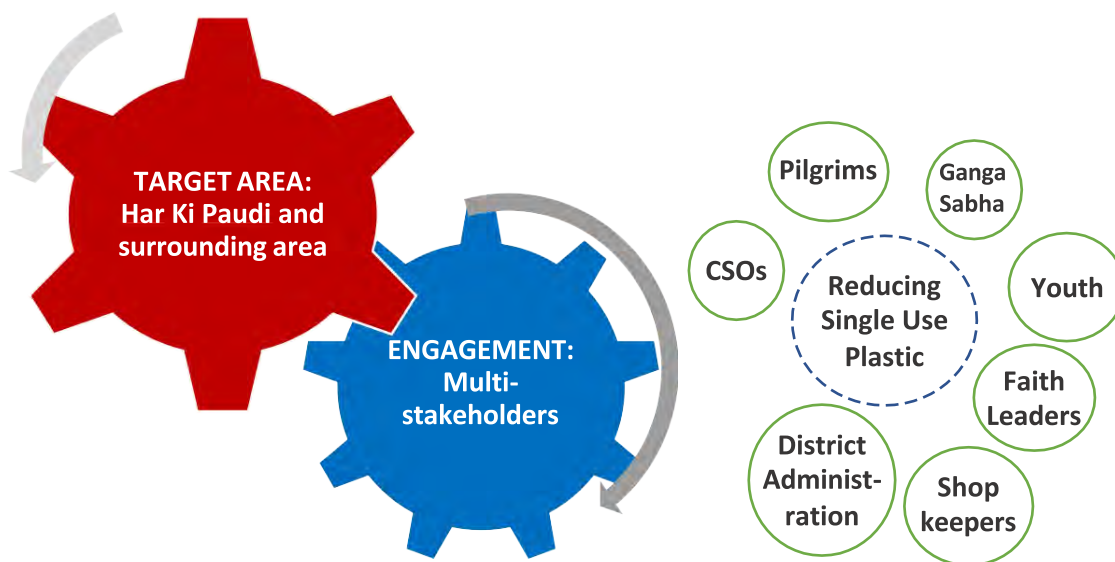 TARGET AREA:
Har Ki Paudi and
surrounding area
ENGAGEMENT:
Multi-
stakeholders
Pilgrims
Ganga
Sabha
CSOs
Youth
Reducing
Single Use
Plastic
Faith
Leaders
District
Administ-
ration
Shop
keepers